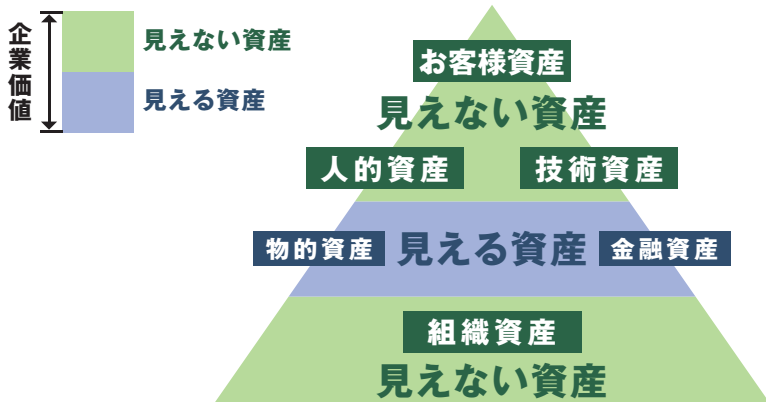 企業価値
見えない資産
見える資産
お客様資産
見えない資産
人的資産
技術資産
物的資産
見える資産
金融資産
組織資産
見えない資産